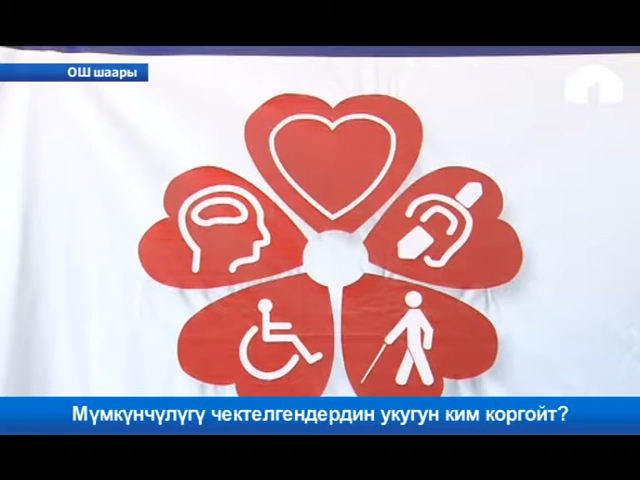 ОШ шаары
Мүмкүнчүлүгү чектелгендердин укугун ким коргойт?